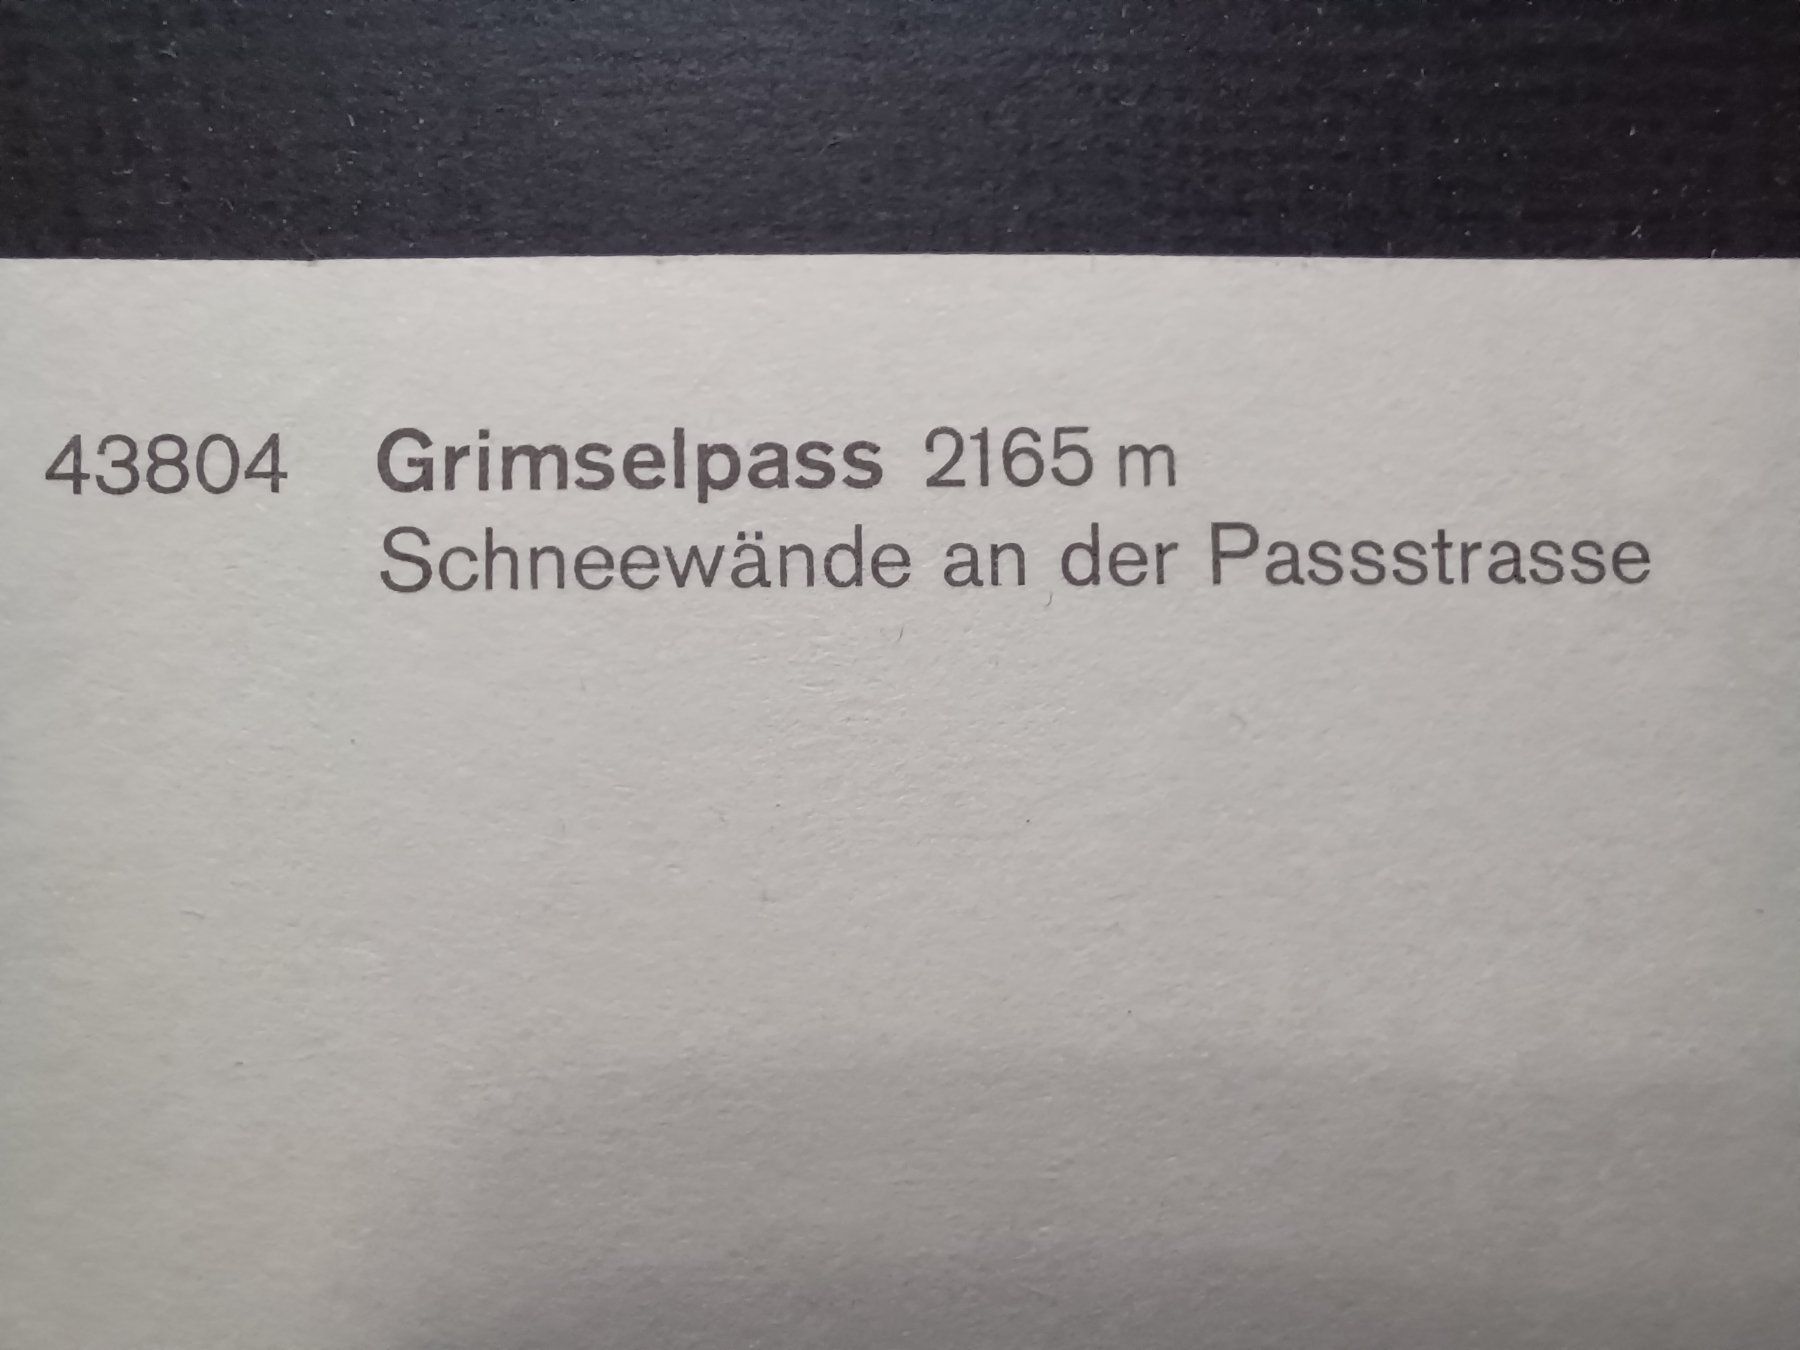 43804 Grimselpass 2165 m
Schneewände an der Passstrasse